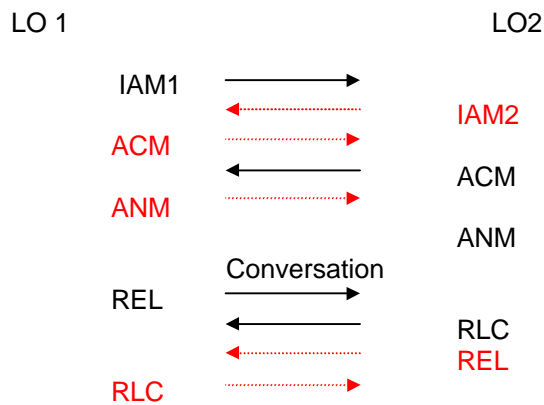 LO 1 LO2
IAM1
IAM2
ACM
ACM
ANM
ANM
Conversation
REL
RLC
REL
RLC